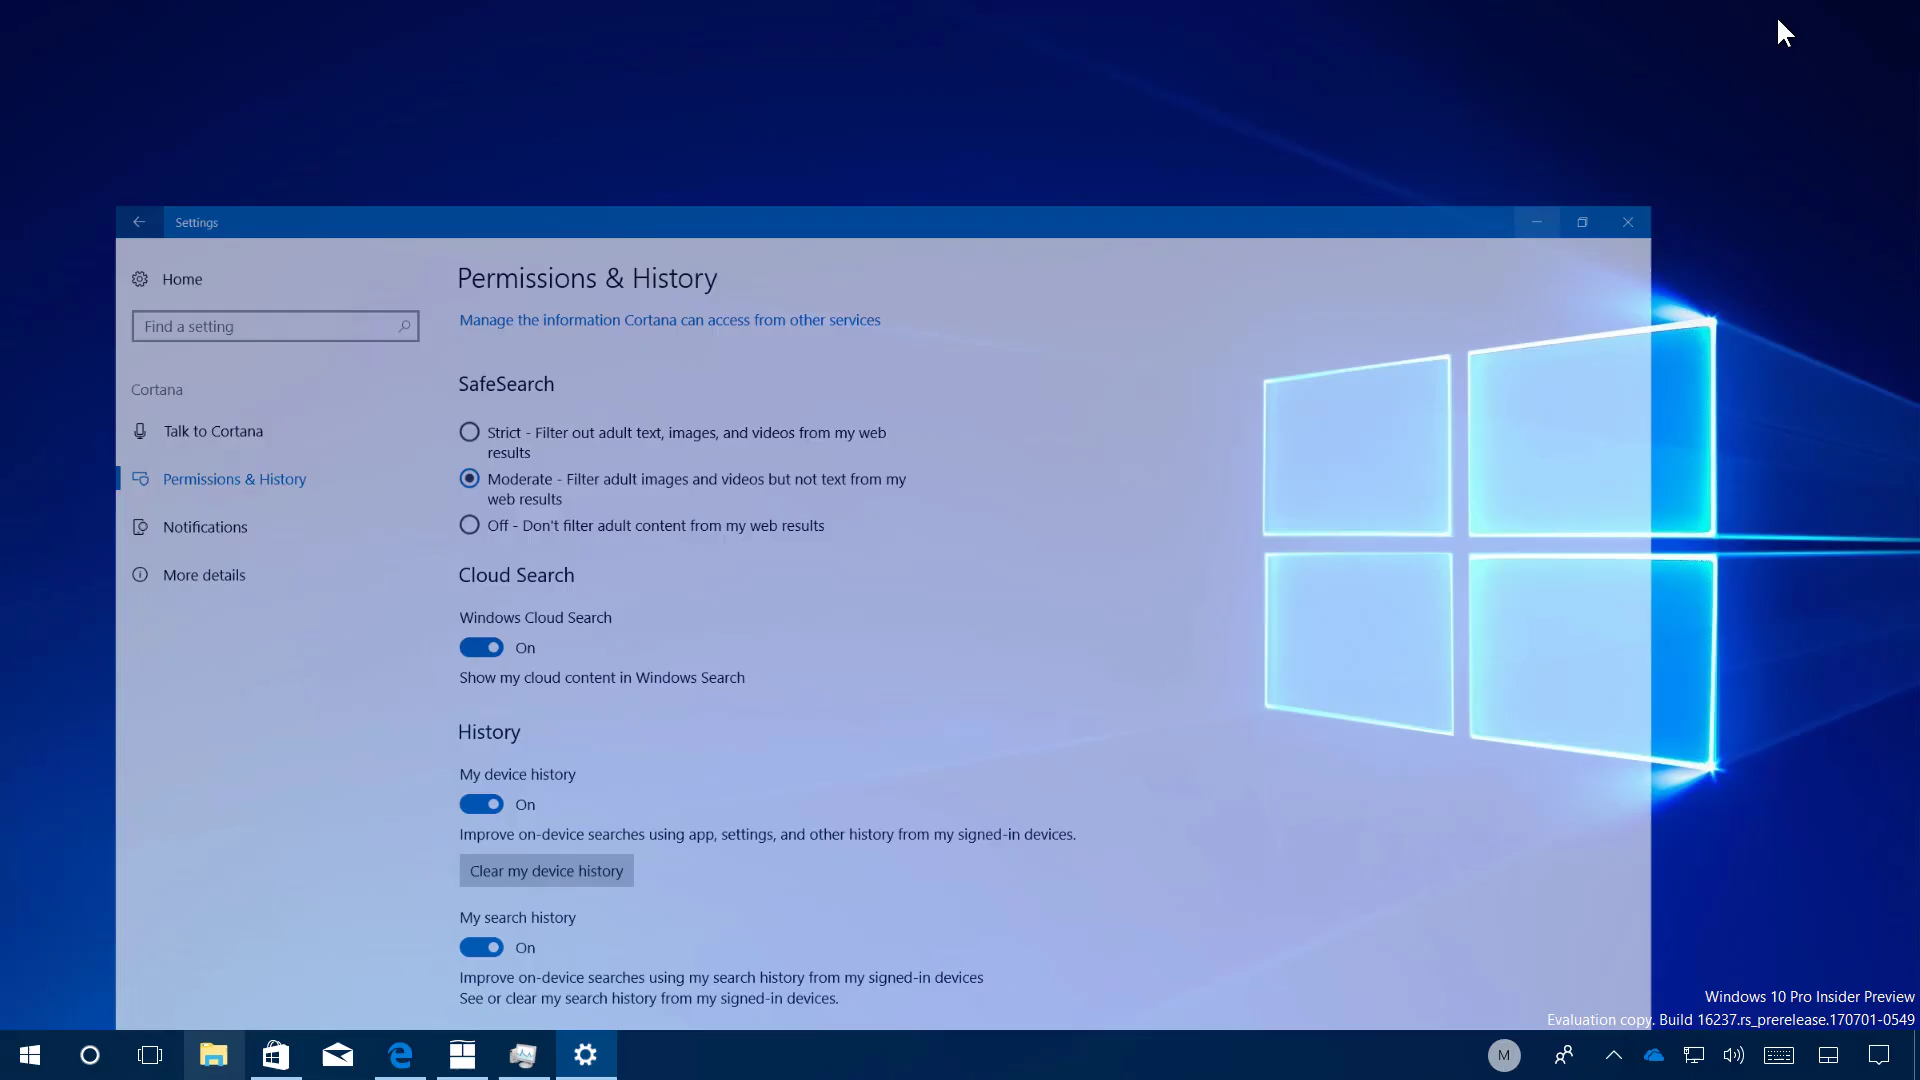 Settings
Home
Permissions & History
Find a setting
Manage the information Cortana can access from other services
Cortana
Talk to Cortana
Permissions & History
Notifications
More details
SafeSearch
Strict - Filter out adult text, images, and videos from my web
results
Moderate - Filter adult images and videos but not text from my
web results
Off - Don't filter adult content from my web results
Cloud Search
Windows Cloud Search
On
Show my cloud content in Windows Search
History
My device history
On
Improve on-device searches using app, settings, and other history from my signed-in devices.
Clear my device history
My search history
On
Improve on-device searches using my search history from my signed-in devices
See or clear my search history from my signed-in devices.
Windows 10 Pro Insider Preview
Evaluation copy. Build 16237.rs_prerelease.170701-0549
M